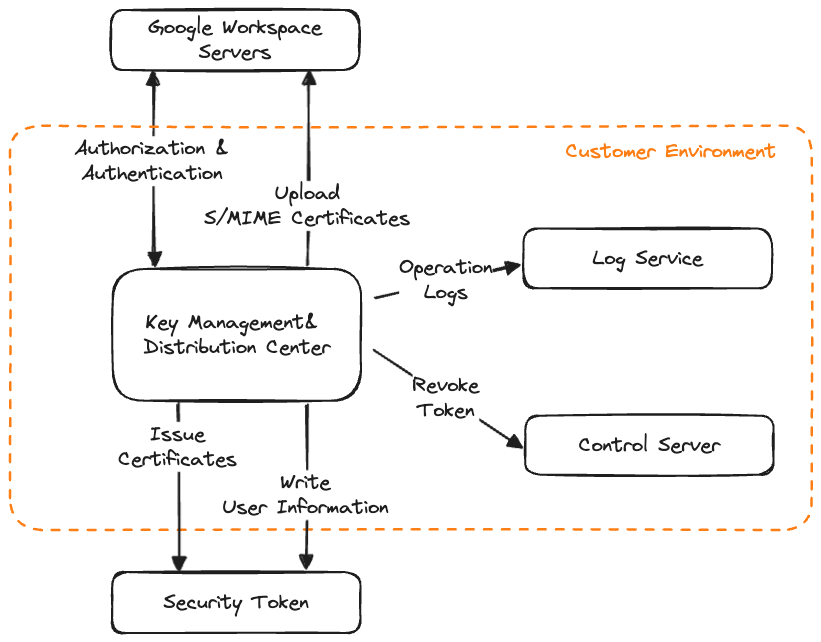 Google Workspace
Servers
Authorization &
Authentication
Customer Environment
Upload
S/MIME Certificates
Operation
Logs
Log Service
Key Management&
Distribution Center
Revoke
Token
Control Server
Issue
Certificates
Write
User Information
Security Token